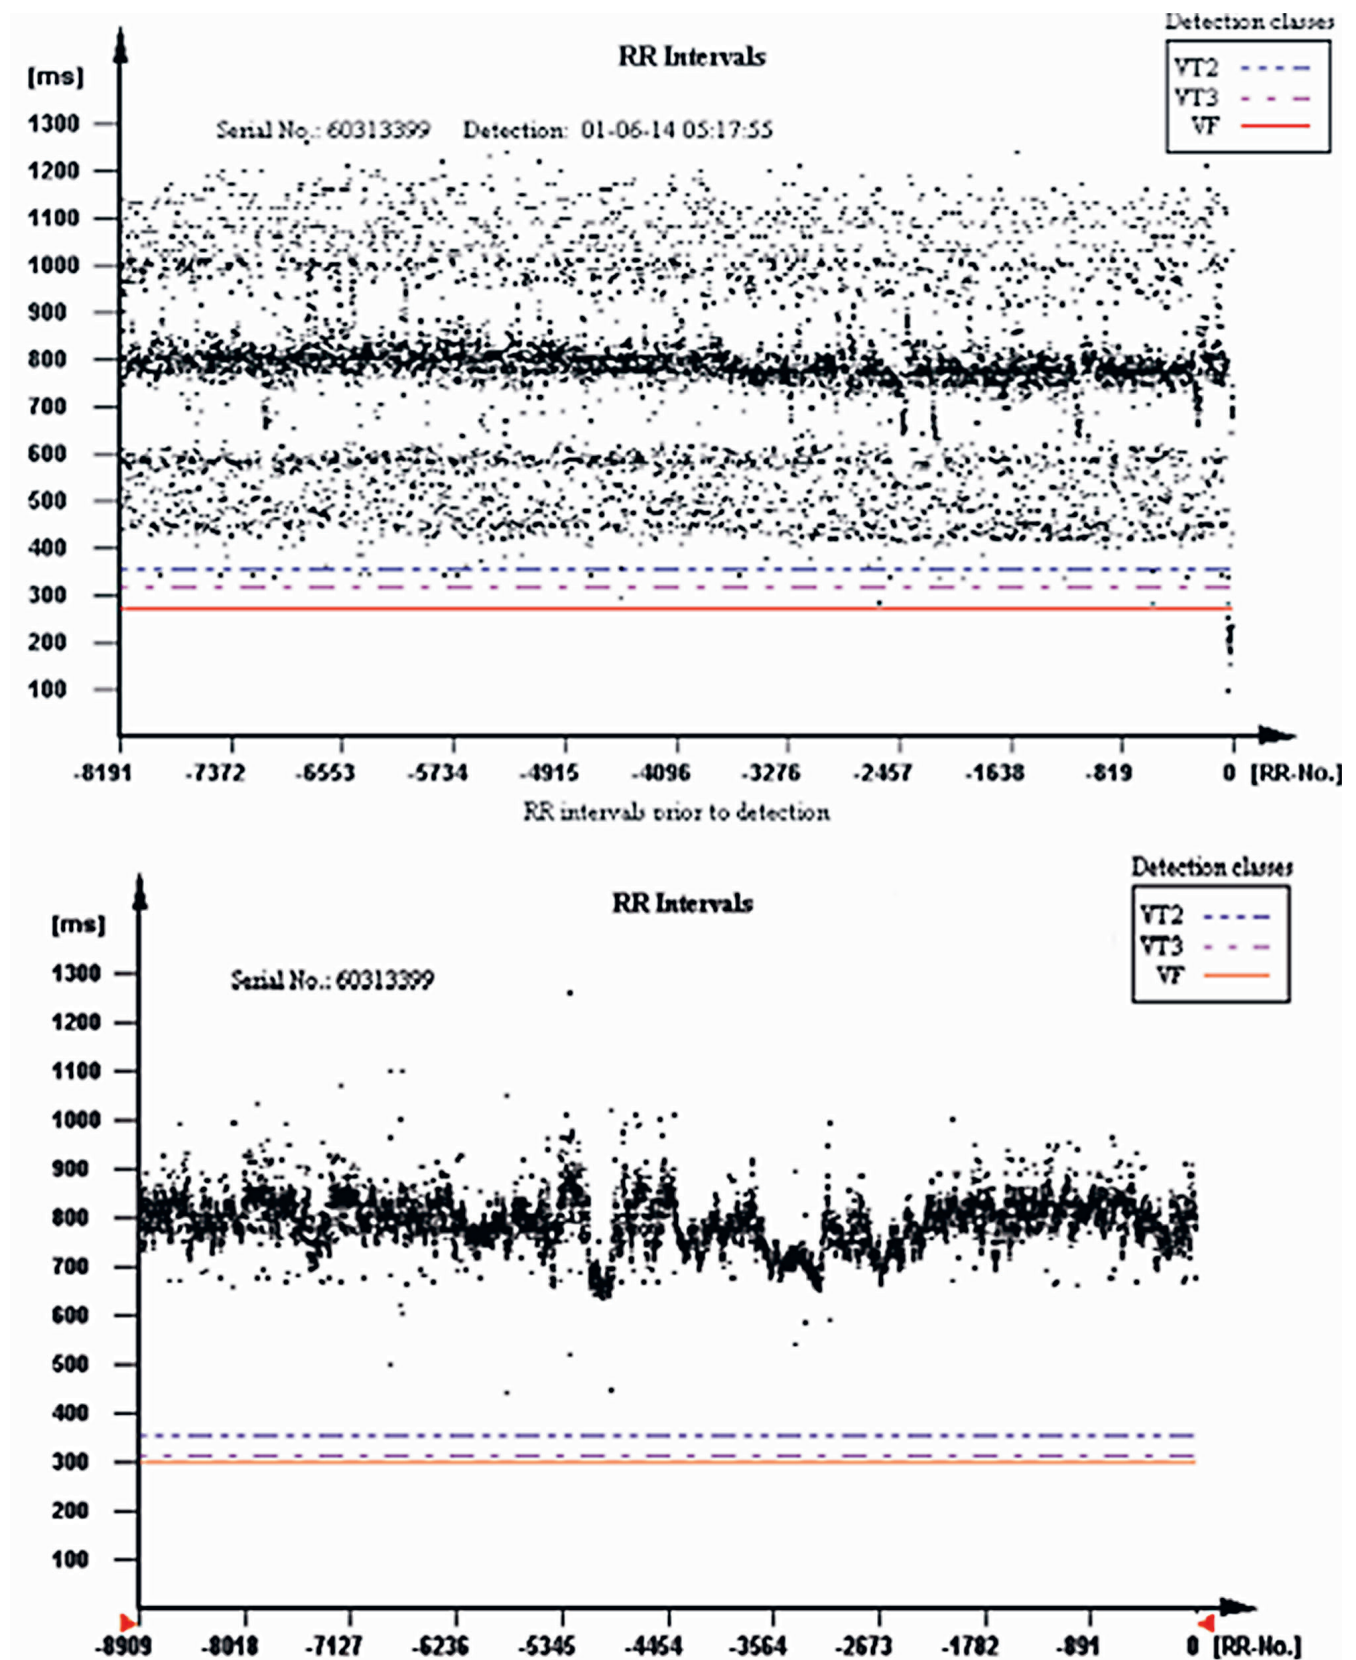 Detection classes
RR Intervals
[ms]
VT2
VT3
VF
Serial No.: 60313399 Detection: 01-06-14 05:17:55
1300
1200
1100
1000
900
800
700
600
500
400
300
200
100
-8191 -7372 -6553 -5734 -4915 -4096 -3276 -2457 -1638 -819 0 [RR-No.]
RR intervals prior to detection
Detection classes
RR Intervals
[ms]
VT2
VT3
VF
Serial No.: 60313399
1300
1200
1100
1000
900
800
700
600
500
400
300
200
100
-8909 -8018 -7127 -6236 -5345 -4454 -3564 -2673 -1782 -891 0 [RR-No.]